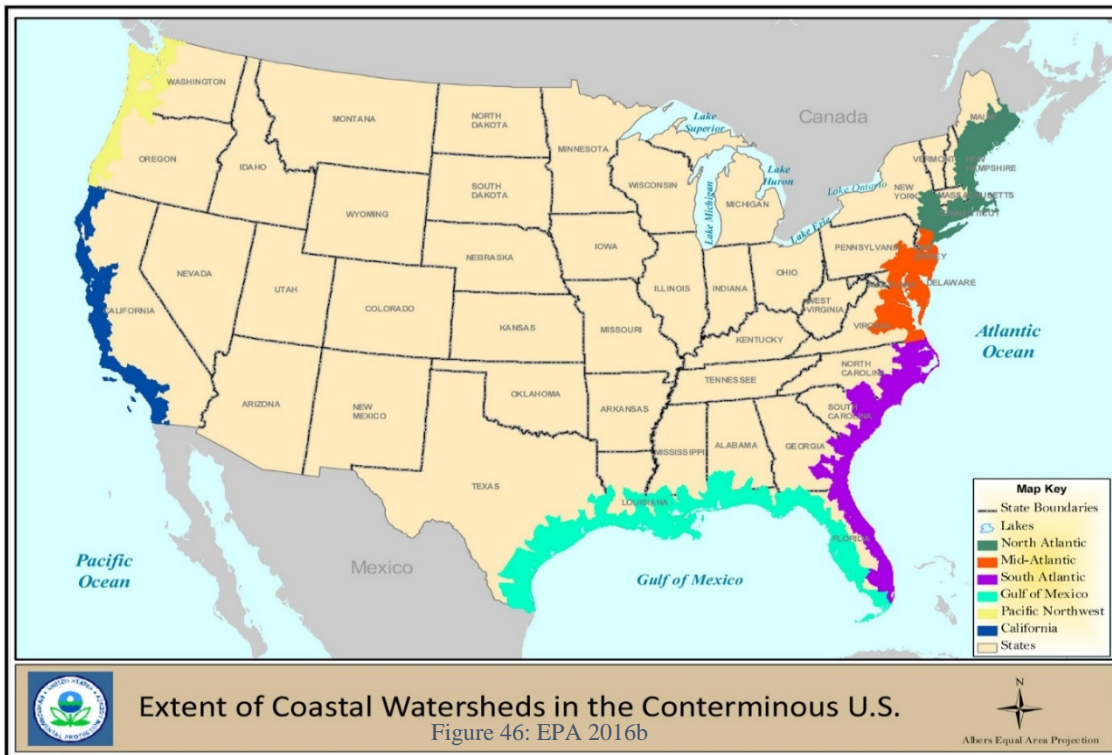 Canada
WASHINGTON
MONTANA
NORTH
DAKOTA
MINNESOTA
Lake
Superior
MAINE
OREGON
IDAHO
SOUTH
DAKOTA
WISCONSIN
Lake Michigan
Lake
Huron
MICHIGAN
Lake Ontario
VERMONT
NEW
YORK
WYOMING
IOWA
NEBRASKA
Lake Erie
PENNSYLVAN
NEVADA
UTAH
COLORADO
ILLINOIS
INDIANA
OHIO
DELAWARE
WEST
VIRGINIA
CALIFORNIA
KANSAS
MISSOURI
KENTUCKY
Atlantic
Ocean
NORTH
CAROLIN
TENNESSEE
ARIZONA
NEW
MEXICO
OKLAHOMA
ARKANSAS
SOUTH
CAROLINA
MISSISSIPPI
ALABAMA
GEORGIA
TEXAS
LOUISIANA
FLORIDA
Pacific
Ocean
Mexico
Gulf of Mexico
Map Key
State Boundaries
Lakes
North Atlantic
Mid-Atlantic
South Atlantic
Gulf of Mexico
Pacific Northwest
California
States
Extent of Coastal Watersheds in the Conterminous U.S.
Figure 46: EPA 2016b
N
Albers Equal Area Projection